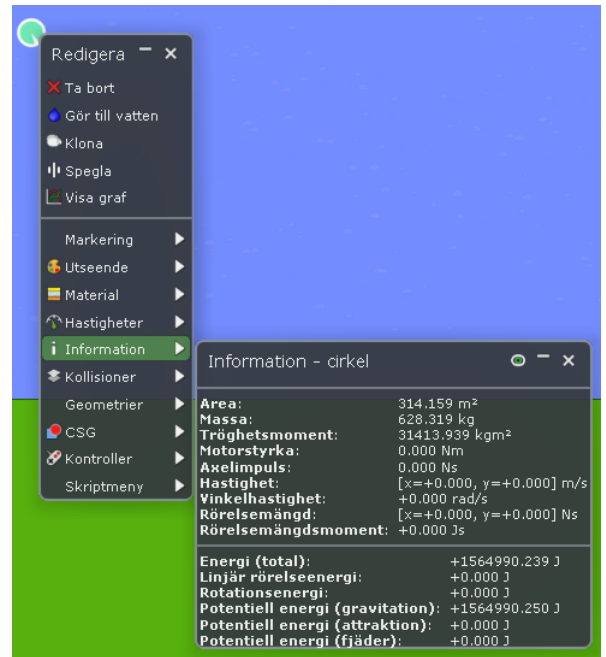 Redigera
Ta bort
Gör till vatten
Klona
Spegla
Visa graf
Markering
Utseende
Material
Hastigheter
Information
Kollisioner
Geometrier
CSG
Kontroller
Skriptmeny
Information - cirkel
Area: 314.159 m²
Massa: 628.319 kg
Tröghetsmoment: 31413.939 kgm²
Motorstyrka: 0.000 Nm
Axelimpuls: 0.000 Ns
Hastighet: [x=+0.000, y=+0.000] m/s
Vinkelhastighet: +0.000 rad/s
Rörelsemängd: [x=+0.000, y=+0.000] Ns
Rörelsemängdsmoment: +0.000 Js
Energi (total): +1564990.239 J
Linjär rörelseenergi: +0.000 J
Rotationsenergi: +0.000 J
Potentiell energi (gravitation): +1564990.250 J
Potentiell energi (attraktion): +0.000 J
Potentiell energi (fjäder): +0.000 J